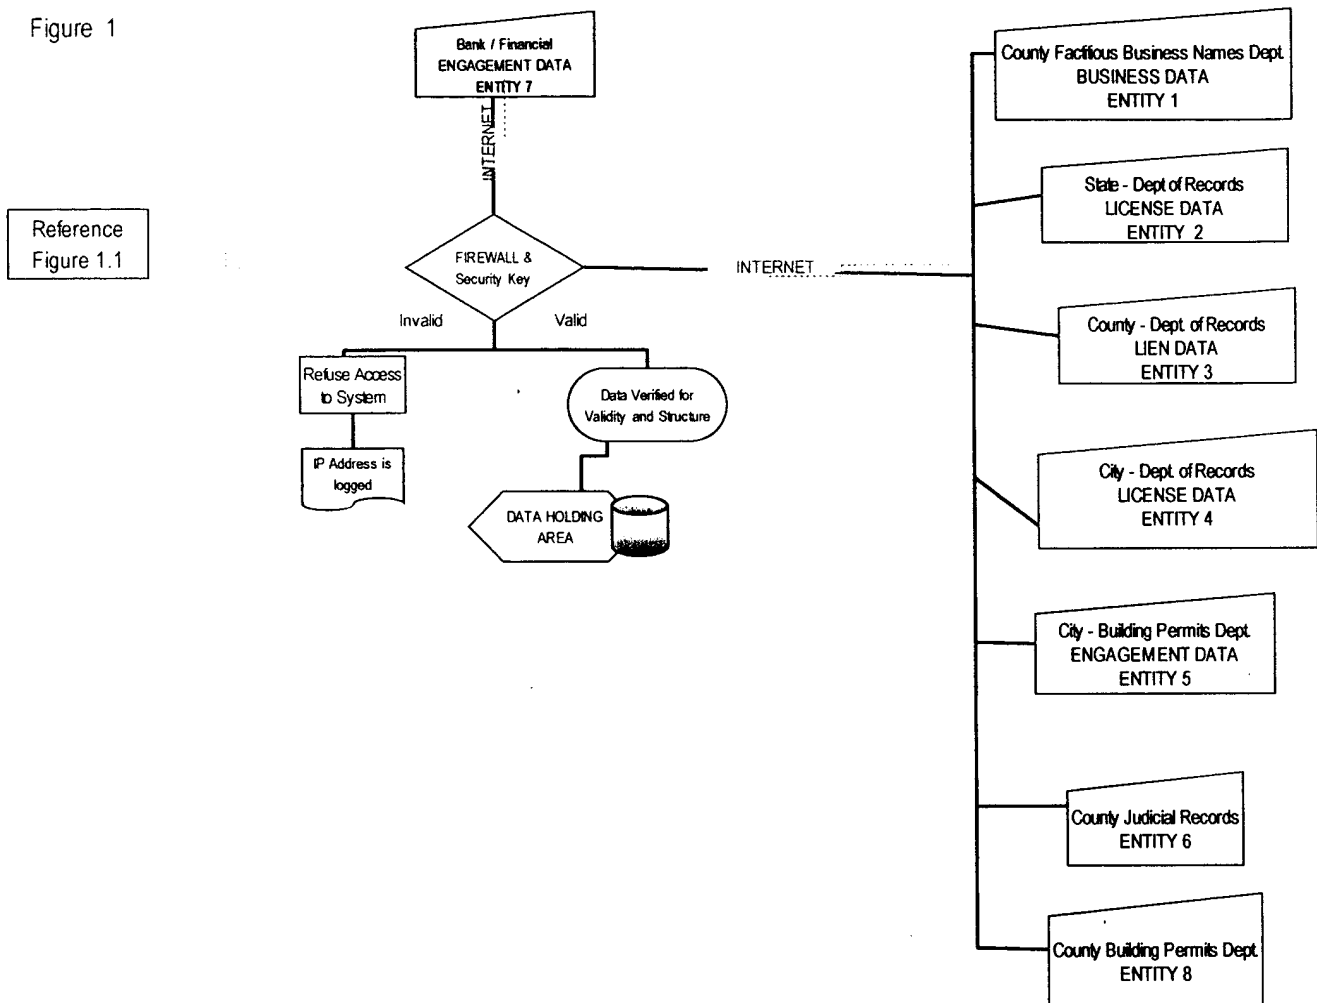 Figure 1
Bank / Financial
ENGAGEMENT DATA
ENTITY 7
INTERNET
Reference
Figure 1.1
FIREWALL &
Security Key
INTERNET
Invalid
Valid
Refuse Access
to System
IP Address is
logged
Data Verified for
Validity and Structure
DATA HOLDING
AREA
County Factitious Business Names Dept.
BUSINESS DATA
ENTITY 1
State - Dept of Records
LICENSE DATA
ENTITY 2
County - Dept. of Records
LIEN DATA
ENTITY 3
City - Dept. of Records
LICENSE DATA
ENTITY 4
City - Building Permits Dept.
ENGAGEMENT DATA
ENTITY 5
County Judicial Records
ENTITY 6
County Building Permits Dept.
ENTITY 8